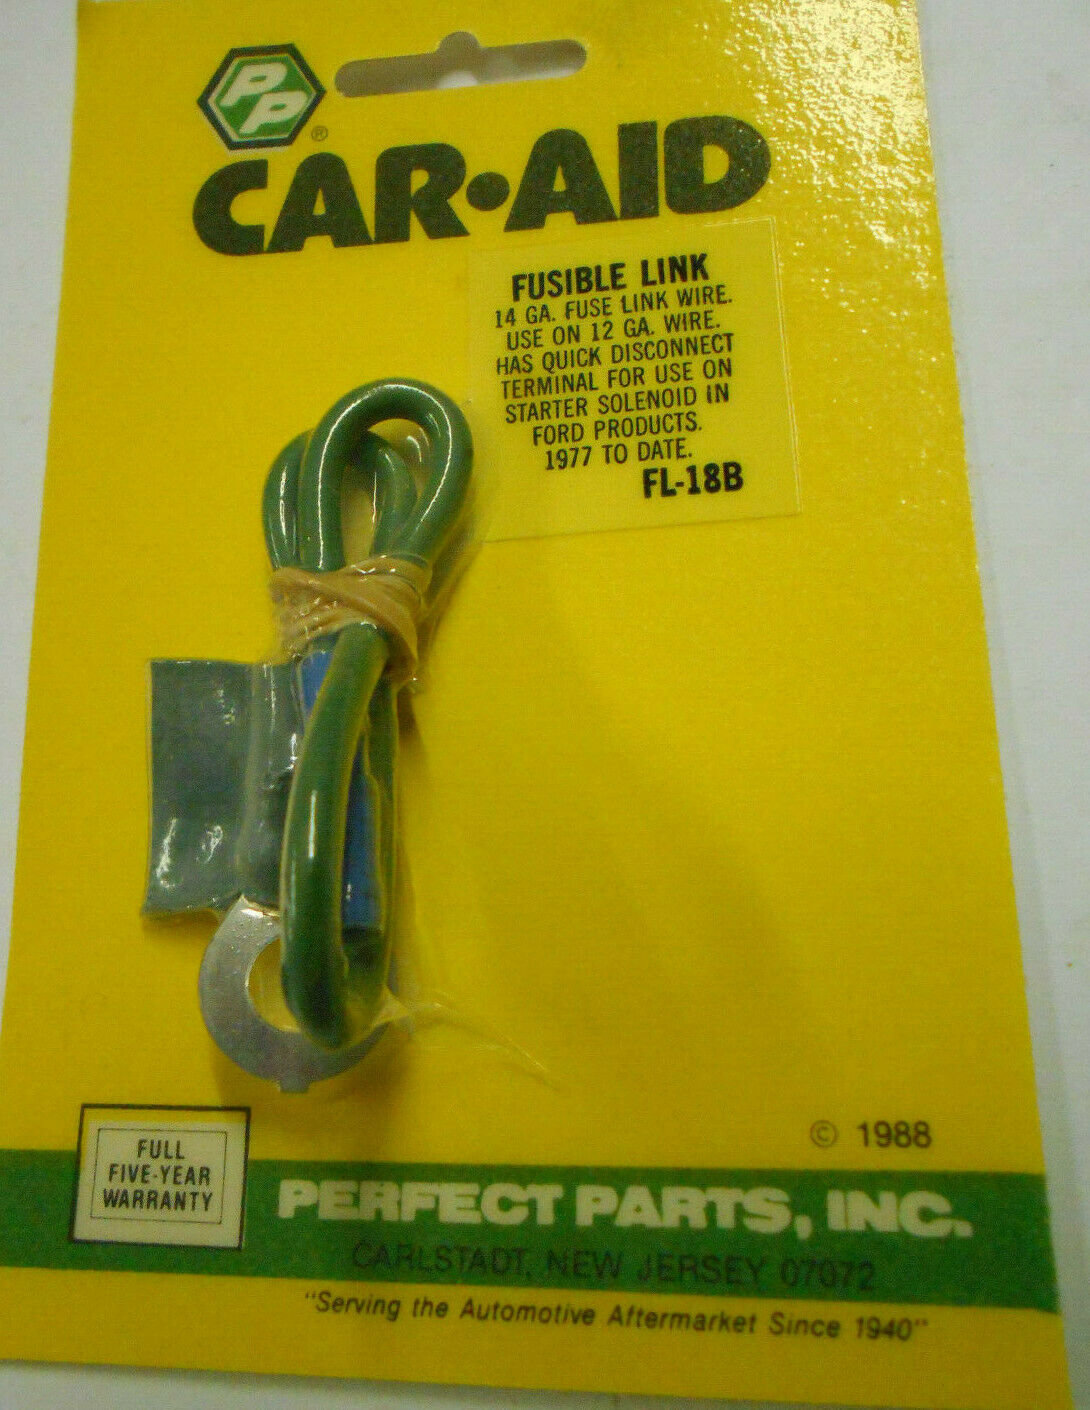 PP®
CAR•AID
FUSIBLE LINK
14 GA. FUSE LINK WIRE.
USE ON 12 GA. WIRE.
HAS QUICK DISCONNECT
TERMINAL FOR USE ON
STARTER SOLENOID IN
FORD PRODUCTS.
1977 TO DATE.
FL-18B
© 1988
FULL
FIVE-YEAR
WARRANTY
PERFECT PARTS, INC.
CARLSTADT, NEW JERSEY 07072
"Serving the Automotive Aftermarket Since 1940"